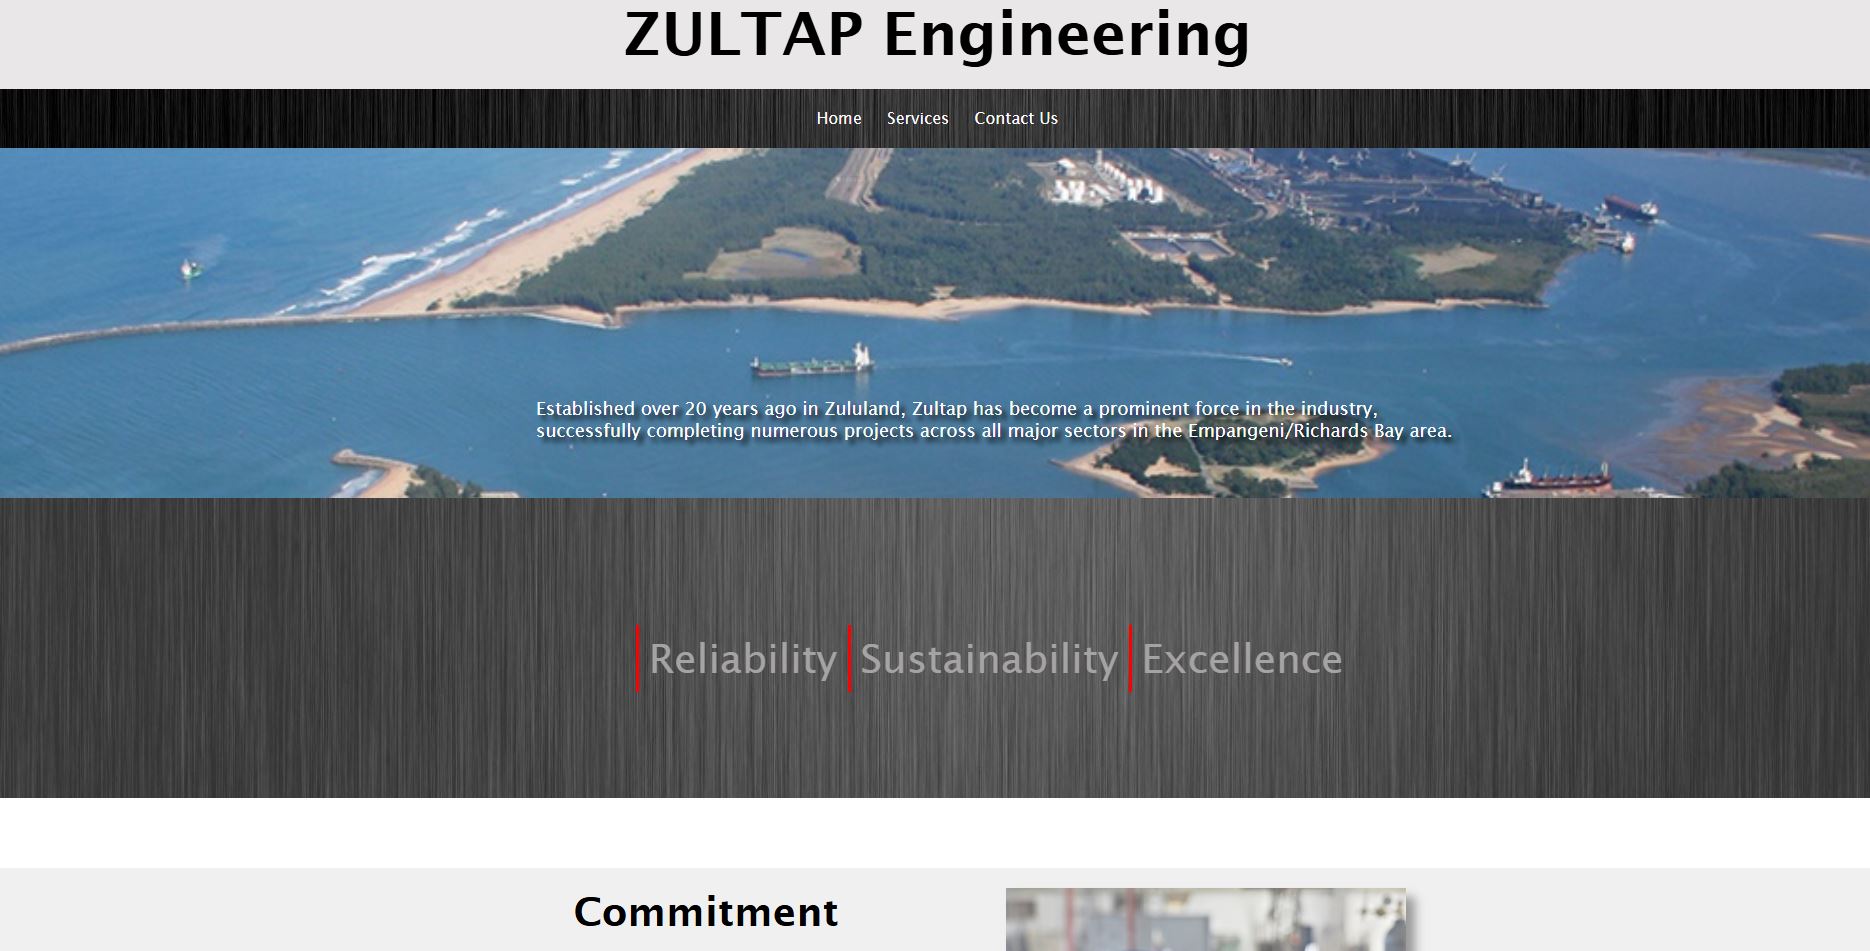 ZULTAP Engineering
Home Services Contact Us
Established over 20 years ago in Zululand, Zultap has become a prominent force in the industry,
successfully completing numerous projects across all major sectors in the Empangeni/Richards Bay area.
Reliability Sustainability Excellence
Commitment